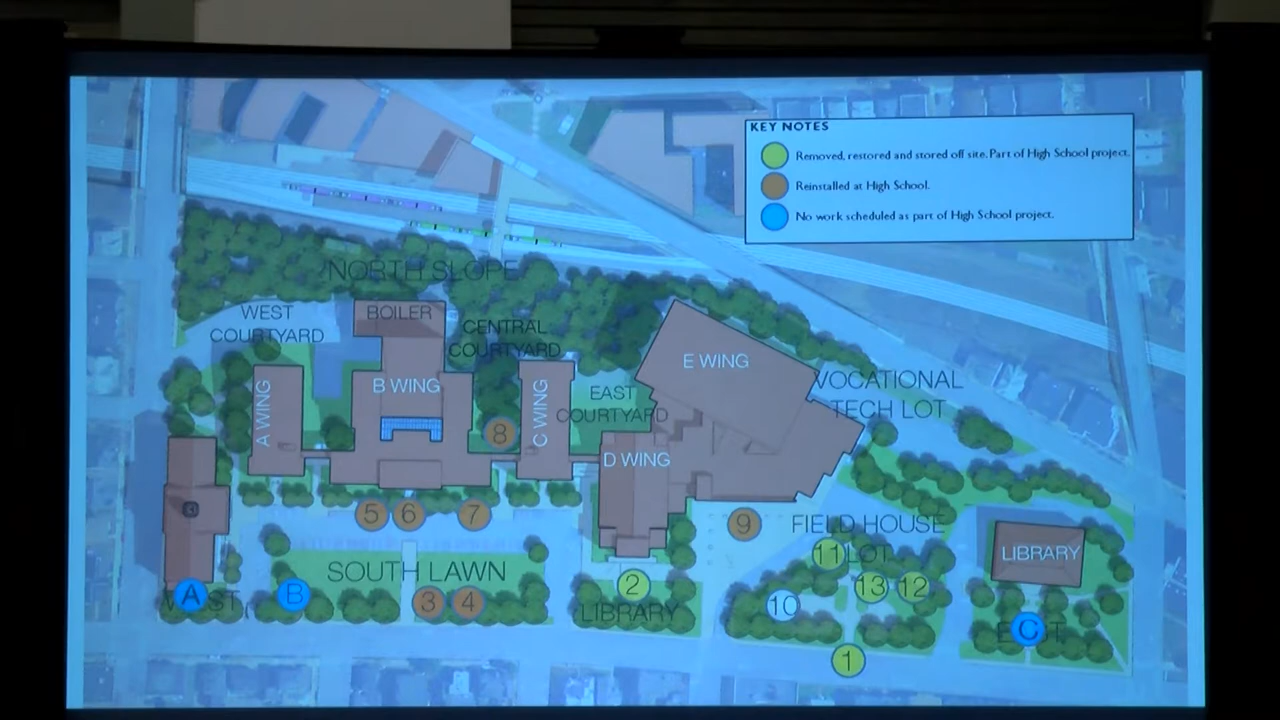 KEY NOTES
Removed, restored and stored off site. Part of High School project.
Reinstalled at High School.
No work scheduled as part of High School project.
NORTH SLOPE
WEST
COURTYARD
BOILER
CENTRAL
COURTYARD
A WING
B WING
C WING
EAST
COURTYARD
E WING
VOCATIONAL
TECH LOT
8
D WING
5
6
7
9
FIELD HOUSE
LOT
11
LIBRARY
SOUTH LAWN
2
LIBRARY
13
12
10
A
WEST
B
3
4
C
1